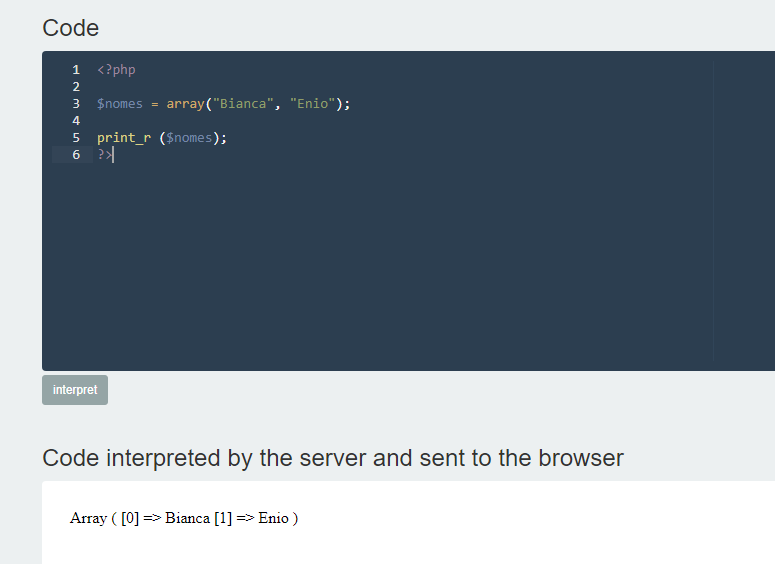 Code
1 <?php
2
3 $nomes = array("Bianca", "Enio");
4
5 print_r ($nomes);
6 ?>
interpret
Code interpreted by the server and sent to the browser
Array ( [0] => Bianca [1] => Enio )